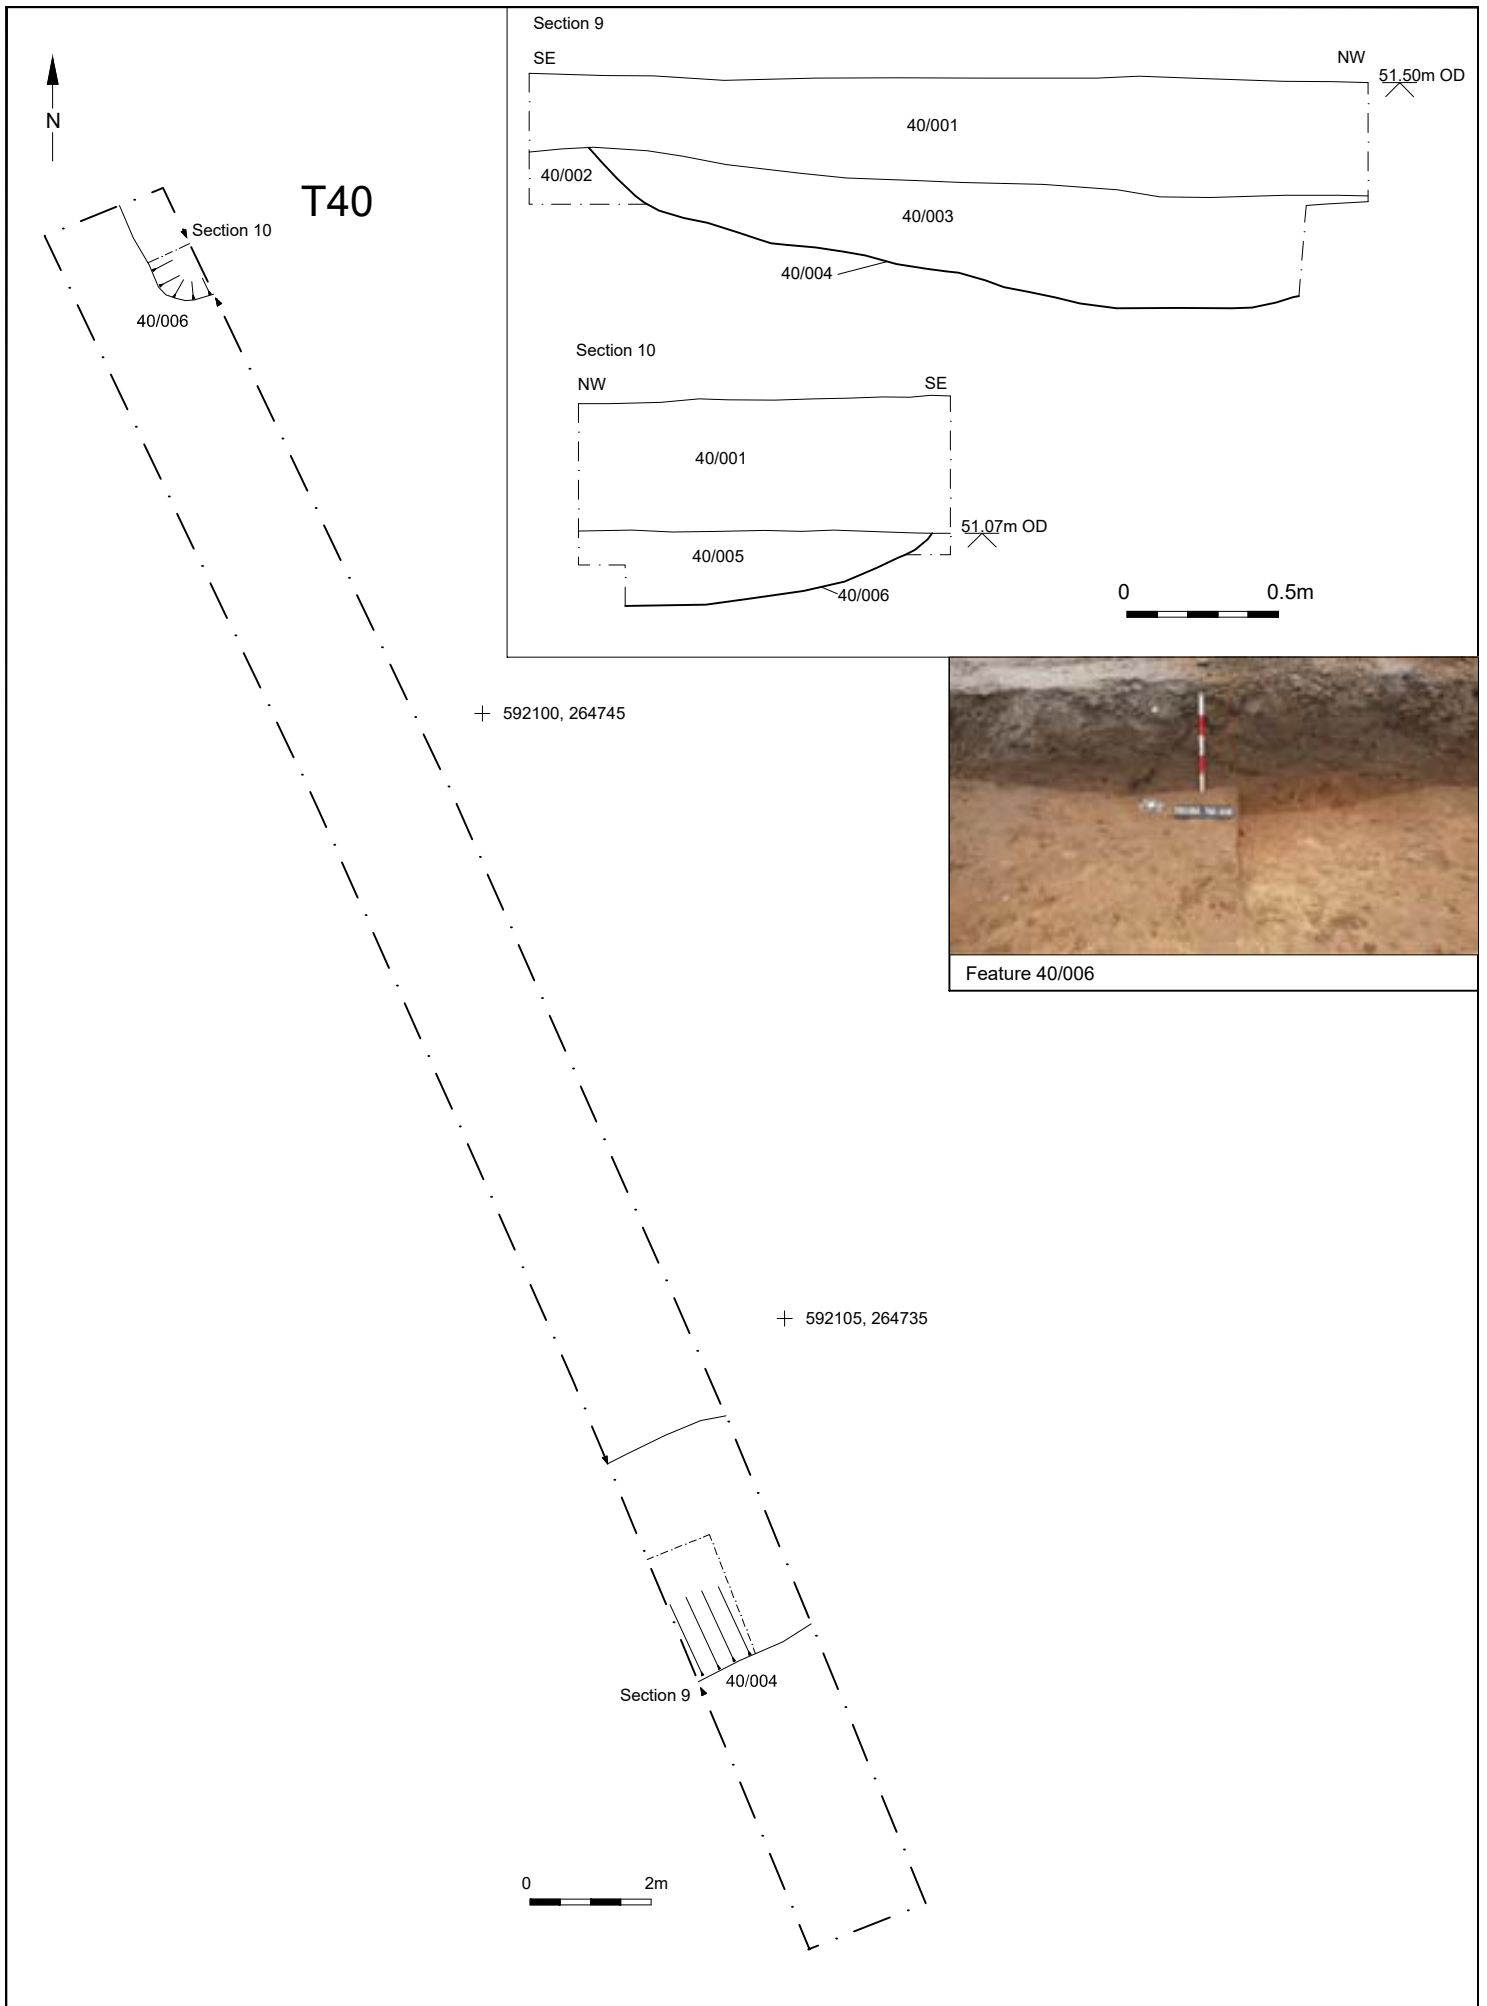 Section 9
SE
NW
51.50m OD
40/001
40/002
40/003
40/004
Section 10
NW
SE
40/001
51.07m OD
40/005
40/006
0 0.5m
N
T40
Section 10
40/006
592100, 264745
Feature 40/006
592105, 264735
40/004
Section 9
0 2m